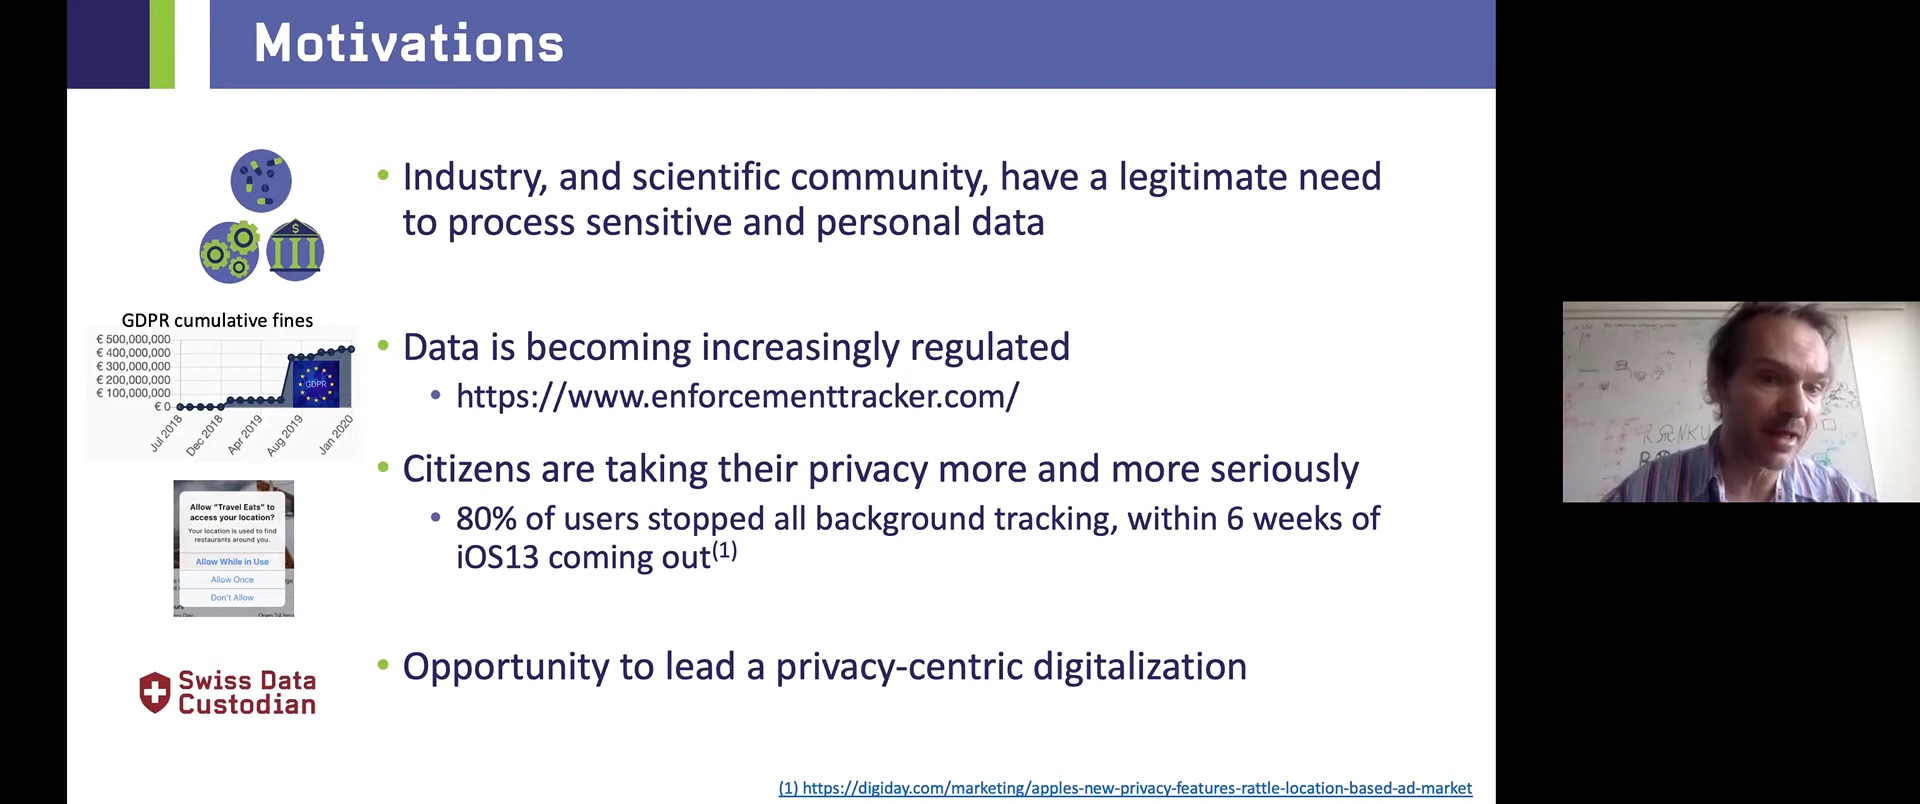 Motivations
$
Industry, and scientific community, have a legitimate need
to process sensitive and personal data
GDPR cumulative fines
€ 500,000,000
€ 400,000,000
€ 300,000,000
€ 200,000,000
€ 100,000,000
€ 0
GDPR
Jul 2018
Dec 2018
Apr 2019
Aug 2019
Jan 2020
Data is becoming increasingly regulated
https://www.enforcementtracker.com/
Citizens are taking their privacy more and more seriously
80% of users stopped all background tracking, within 6 weeks of
iOS13 coming out(1)
Allow “Travel Eats” to
access your location?
Your location is used to find
restaurants around you.
Allow While in Use
Allow Once
Don't Allow
Swiss Data
Custodian
Opportunity to lead a privacy-centric digitalization
(1) https://digiday.com/marketing/apples-new-privacy-features-rattle-location-based-ad-market